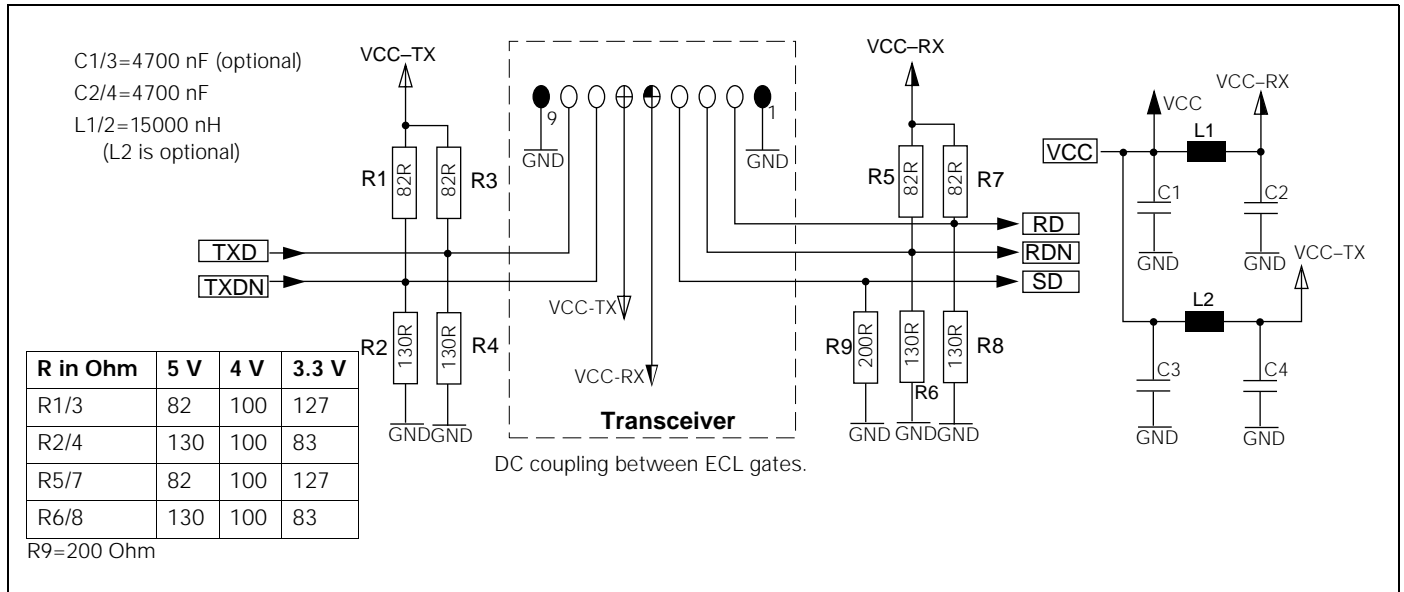 C1/3=4700 nF (optional)
C2/4=4700 nF
L1/2=15000 nH
(L2 is optional)
VCC–TX
9
1
GND
GND
VCC–RX
VCC
VCC–RX
L1
VCC
R1
82R
82R
R3
R5
82R
82R
R7
C1
C2
GND
GND
TXD
TXDN
RD
RDN
SD
VCC–TX
L2
VCC-TX
VCC-RX
R2
130R
130R
R4
R9
200R
130R
130R
R8
R6
C3
C4
GND
GND
GND
GND
GND
GND
GND
Transceiver
DC coupling between ECL gates.
R in Ohm 5 V 4 V 3.3 V
R1/3 82 100 127
R2/4 130 100 83
R5/7 82 100 127
R6/8 130 100 83
R9=200 Ohm